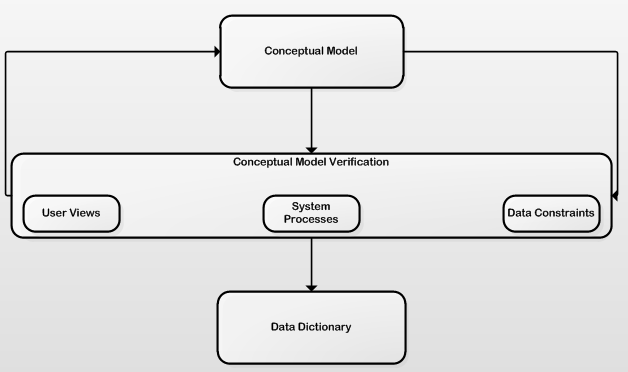 Conceptual Model
Conceptual Model Verification
User Views
System
Processes
Data Constraints
Data Dictionary